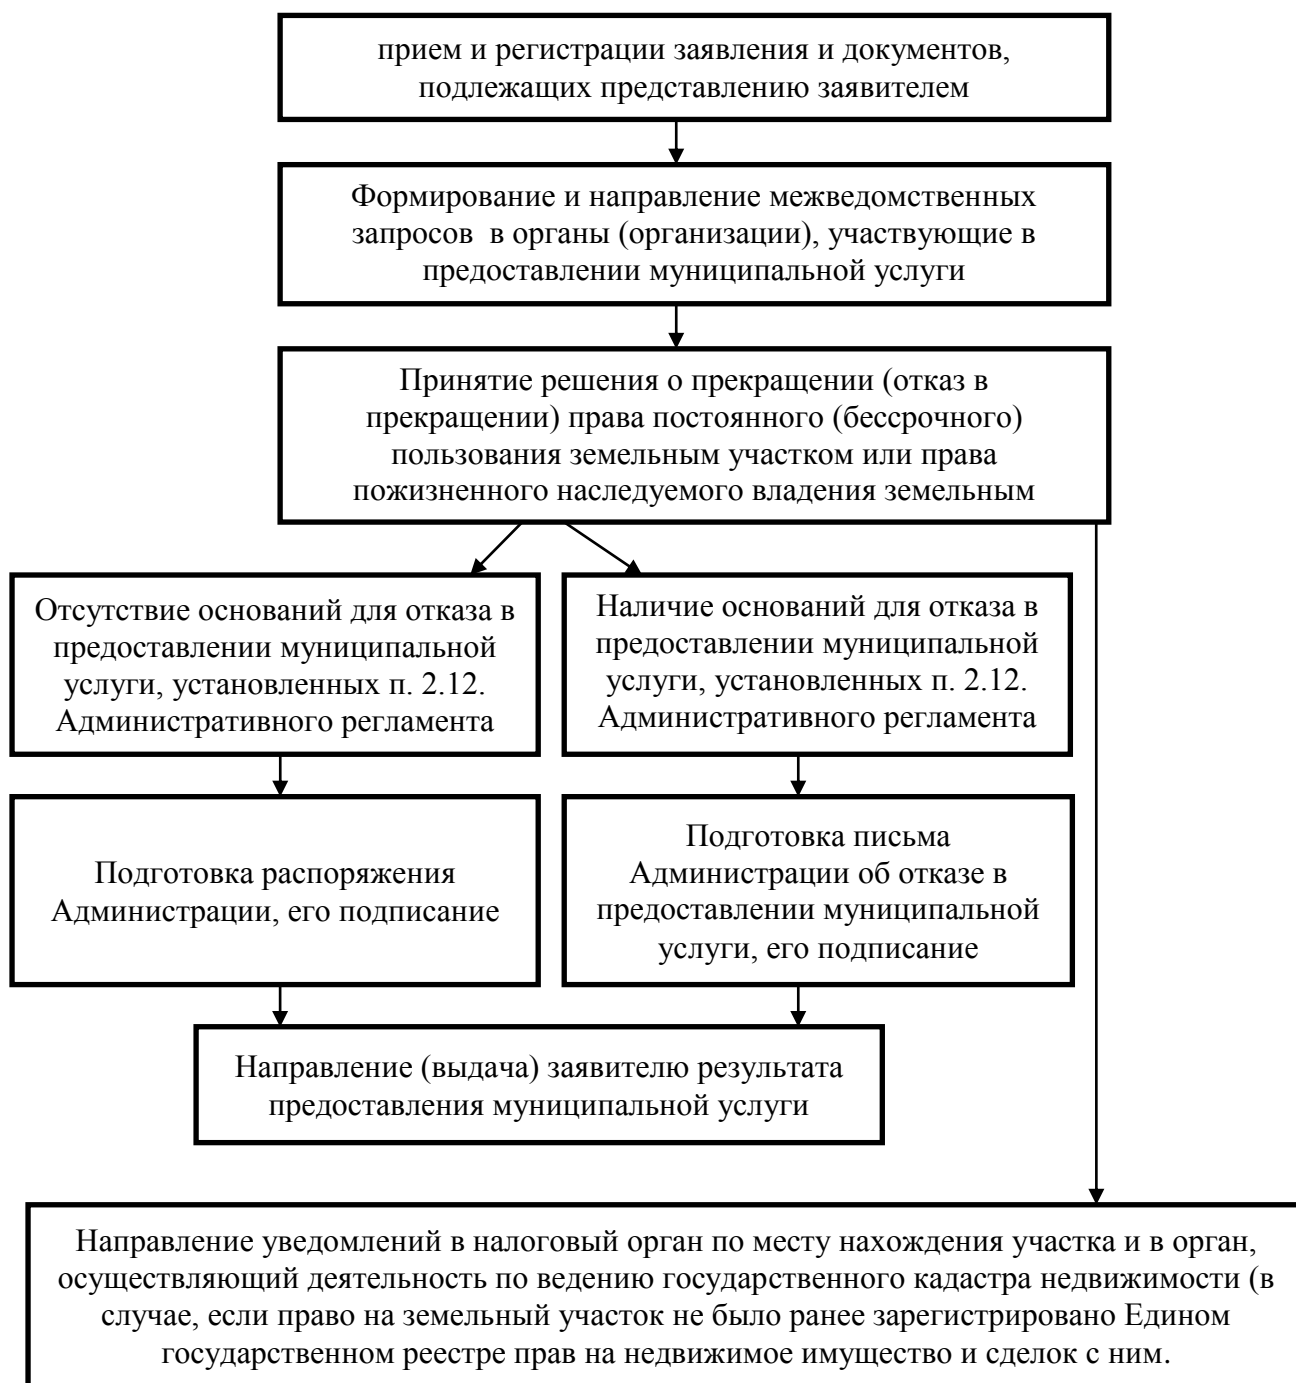 прием и регистрации заявления и документов,
подлежащих представлению заявителем
Формирование и направление межведомственных
запросов в органы (организации), участвующие в
предоставлении муниципальной услуги
Принятие решения о прекращении (отказ в
прекращении) права постоянного (бессрочного)
пользования земельным участком или права
пожизненного наследуемого владения земельным
Отсутствие оснований для отказа в
предоставлении муниципальной
услуги, установленных п. 2.12.
Административного регламента
Наличие оснований для отказа в
предоставлении муниципальной
услуги, установленных п. 2.12.
Административного регламента
Подготовка распоряжения
Администрации, его подписание
Подготовка письма
Администрации об отказе в
предоставлении муниципальной
услуги, его подписание
Направление (выдача) заявителю результата
предоставления муниципальной услуги
Направление уведомлений в налоговый орган по месту нахождения участка и в орган,
осуществляющий деятельность по ведению государственного кадастра недвижимости (в
случае, если право на земельный участок не было ранее зарегистрировано Едином
государственном реестре прав на недвижимое имущество и сделок с ним.